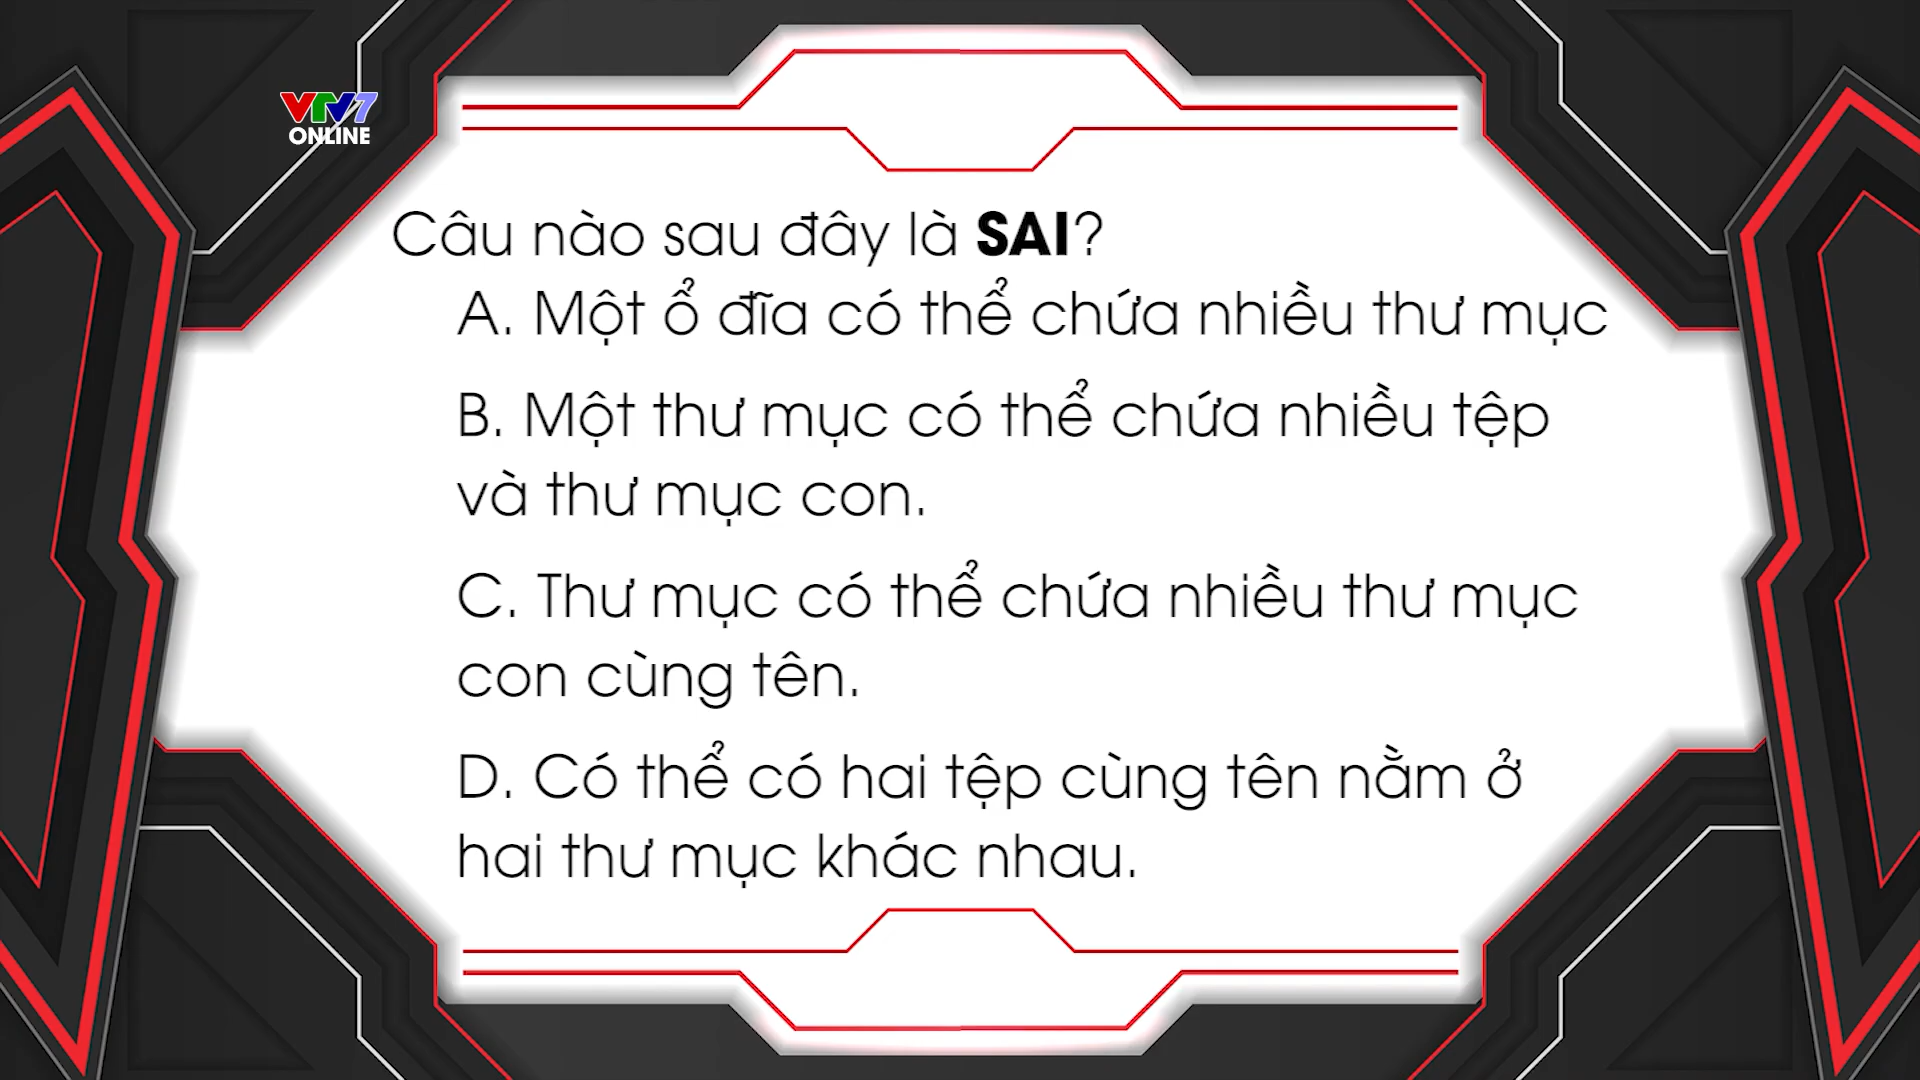 VTV7
ONLINE
Câu nào sau đây là SAI?
A. Một ổ đĩa có thể chứa nhiều thư mục
B. Một thư mục có thể chứa nhiều tệp
và thư mục con.
C. Thư mục có thể chứa nhiều thư mục
con cùng tên.
D. Có thể có hai tệp cùng tên nằm ở
hai thư mục khác nhau.